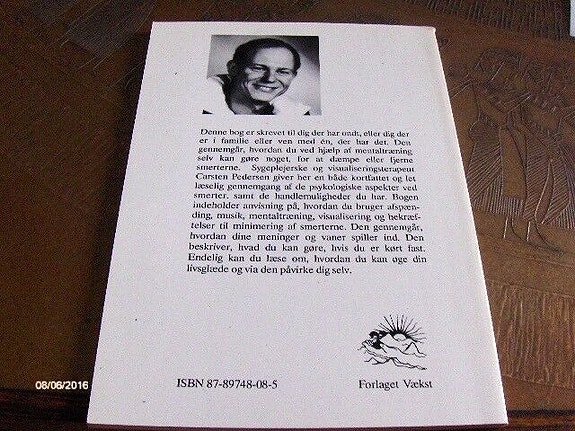 Denne bog er skrevet til dig der har ondt, eller dig der
er i familie eller ven med én, der har det. Den
gennemgår, hvordan du ved hjælp af mentaltræning
selv kan gøre noget, for at dæmpe eller fjerne
smerterne. Sygeplejerske og visualiseringsterapeut
Carsten Pedersen giver her en både kortfattet og let
læselig gennemgang af de psykologiske aspekter ved
smerter, samt de handlemuligheder du har. Bogen
indeholder anvisning på, hvordan du bruger afspæn-
ding, musik, mentaltræning, visualisering og bekræf-
telser til minimering af smerterne. Den gennemgår,
hvordan dine meninger og vaner spiller ind. Den
beskriver, hvad du kan gøre, hvis du er kørt fast.
Endelig kan du læse om, hvordan du kan øge din
livsglæde og via den påvirke dig selv.
ISBN 87-89748-08-5
Forlaget Vækst
08/06/2016